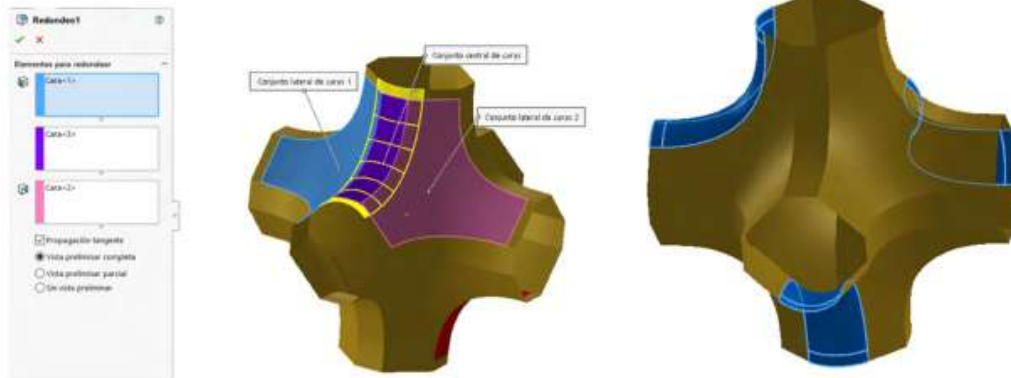 Redondeo1
Elementos para redondear
Cara<1>
Cara<3>
Cara<2>
Propagación tangente
Vista preliminar completa
Vista preliminar parcial
Sin vista preliminar
Conjunto central de caras
Conjunto lateral de caras 1
Conjunto lateral de caras 2